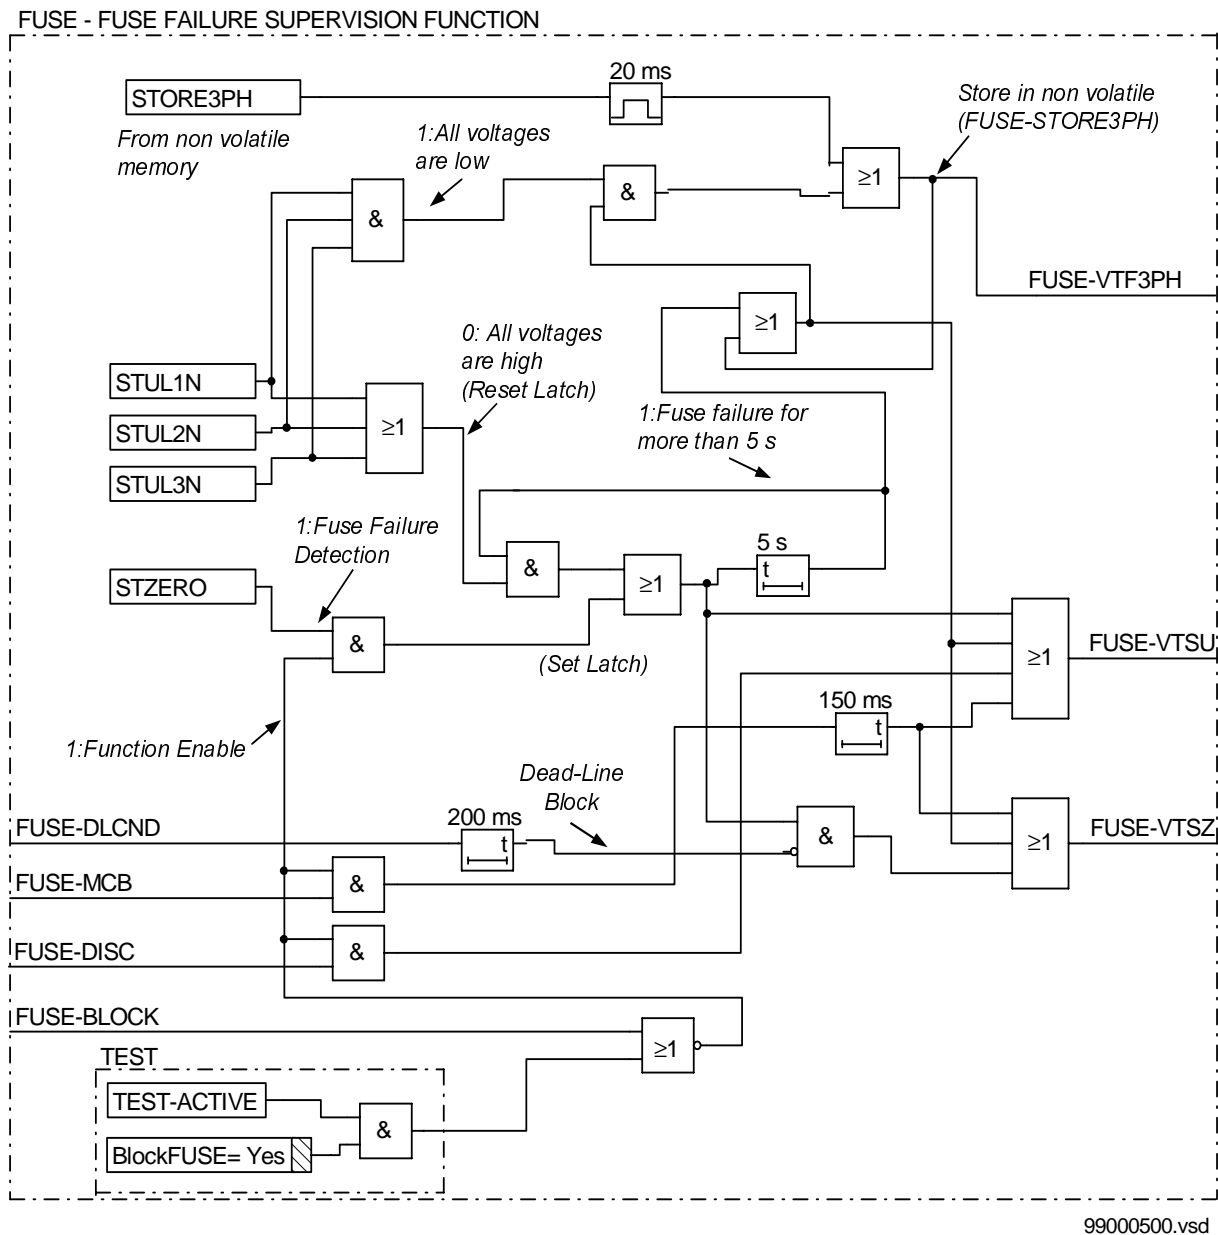 FUSE - FUSE FAILURE SUPERVISION FUNCTION
20 ms
STORE3PH
From non volatile
memory
1:All voltages
are low
Store in non volatile
(FUSE-STORE3PH)
&
&
≥1
FUSE-VTF3PH
≥1
0: All voltages
are high
(Reset Latch)
STUL1N
STUL2N
STUL3N
≥1
1:Fuse failure for
more than 5 s
1:Fuse Failure
Detection
5 s
t
STZERO
&
≥1
&
(Set Latch)
≥1
FUSE-VTSU
150 ms
t
1:Function Enable
Dead-Line
Block
FUSE-DLCND
200 ms
t
&
≥1
FUSE-VTSZ
FUSE-MCB
&
FUSE-DISC
&
FUSE-BLOCK
≥1
TEST
TEST-ACTIVE
&
BlockFUSE= Yes
99000500.vsd